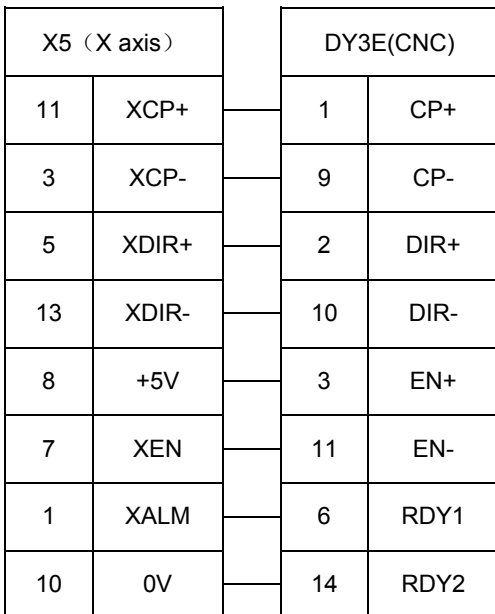 X5（X axis） DY3E(CNC)
11 XCP+ 1 CP+
3 XCP- 9 CP-
5 XDIR+ 2 DIR+
13 XDIR- 10 DIR-
8 +5V 3 EN+
7 XEN 11 EN-
1 XALM 6 RDY1
10 0V 14 RDY2